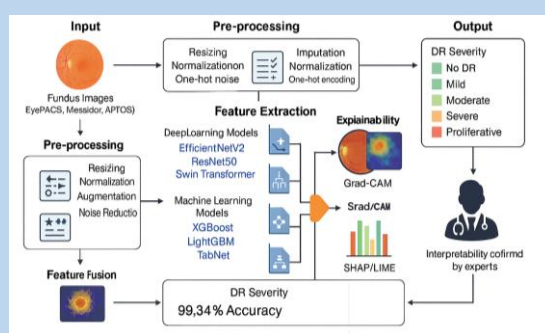 Input
Pre-processing
Output
Resizing
Normalizationon
One-hot noise
Imputation
Normalization
One-hot encoding
DR Severity
No DR
Mild
Moderate
Severe
Proliferative
Fundus Images
(EyePACS, Messidor, APTOS)
Feature Extraction
DeepLearning Models
EfficientNetV2
ResNet50
Swin Transformer
Machine Learning
Models
XGBoost
LightGBM
TabNet
Explainability
Grad-CAM
Srad/CAM
SHAP/LIME
Pre-processing
Resizing
Normalization
Augmentation
Noise Reductio
Interpretability cofirmd
by experts
Feature Fusion
DR Severity
99,34% Accuracy